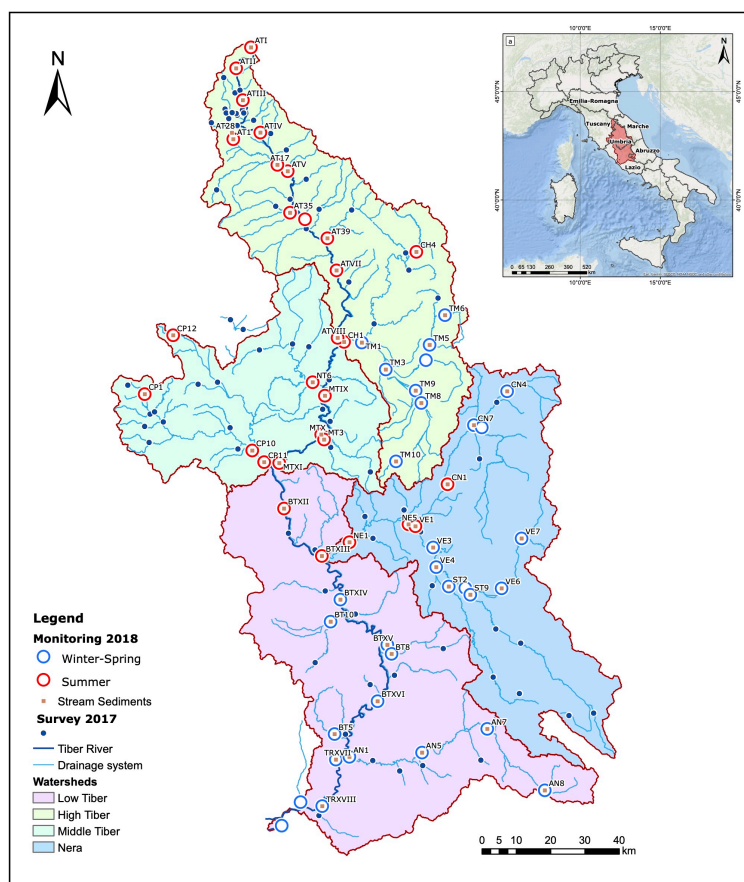 N
ATI
ATII
ATIII
AT28
AT1
ATIV
AT17
ATV
AT35
AT39
CH4
ATVII
TM6
CP12
ATVIII
CH1
TM1
TM5
TM3
NT6
CP1
MTIX
TM9
TM8
CN4
CN7
MTX
MT3
CP10
CP11
MTXI
TM10
CN1
BTXII
NE5
VE1
NE1
BTXIII
VE3
VE7
VE4
ST2
ST9
VE6
BTXIV
BT10
BTXV
BT8
BTXVI
BT5
AN7
TRXVII
AN1
AN5
AN8
TRXVIII
a
10°0'0"E
15°0'0"E
N
45°0'0"N
45°0'0"N
Emilia-Romagna
Tuscany
Marche
Umbria
Abruzzo
Lazio
40°0'0"N
40°0'0"N
0 65 130 260 390 520
km
10°0'0"E
15°0'0"E
Legend
Monitoring 2018
Winter-Spring
Summer
Stream Sediments
Survey 2017
Tiber River
Drainage system
Watersheds
Low Tiber
High Tiber
Middle Tiber
Nera
0 5 10 20 30 40
km